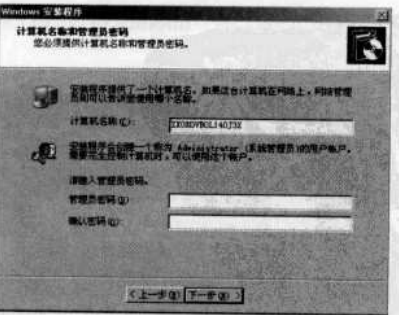 Windows 安装程序
计算机名称和管理员密码
您必须提供计算机名称和管理员密码。
安装程序提供了一个计算机名。如果这台计算机在网络上，网络管理
员则可以告诉您使用哪个名称。
计算机名称(C):
安装程序会创建一个称为 Administrator (系统管理员)的用户帐户。
需要完全控制计算机时，可以使用这个帐户。
请键入管理员密码。
管理员密码(D)
确认密码(O):
<上一步(B) 下一步(N)>